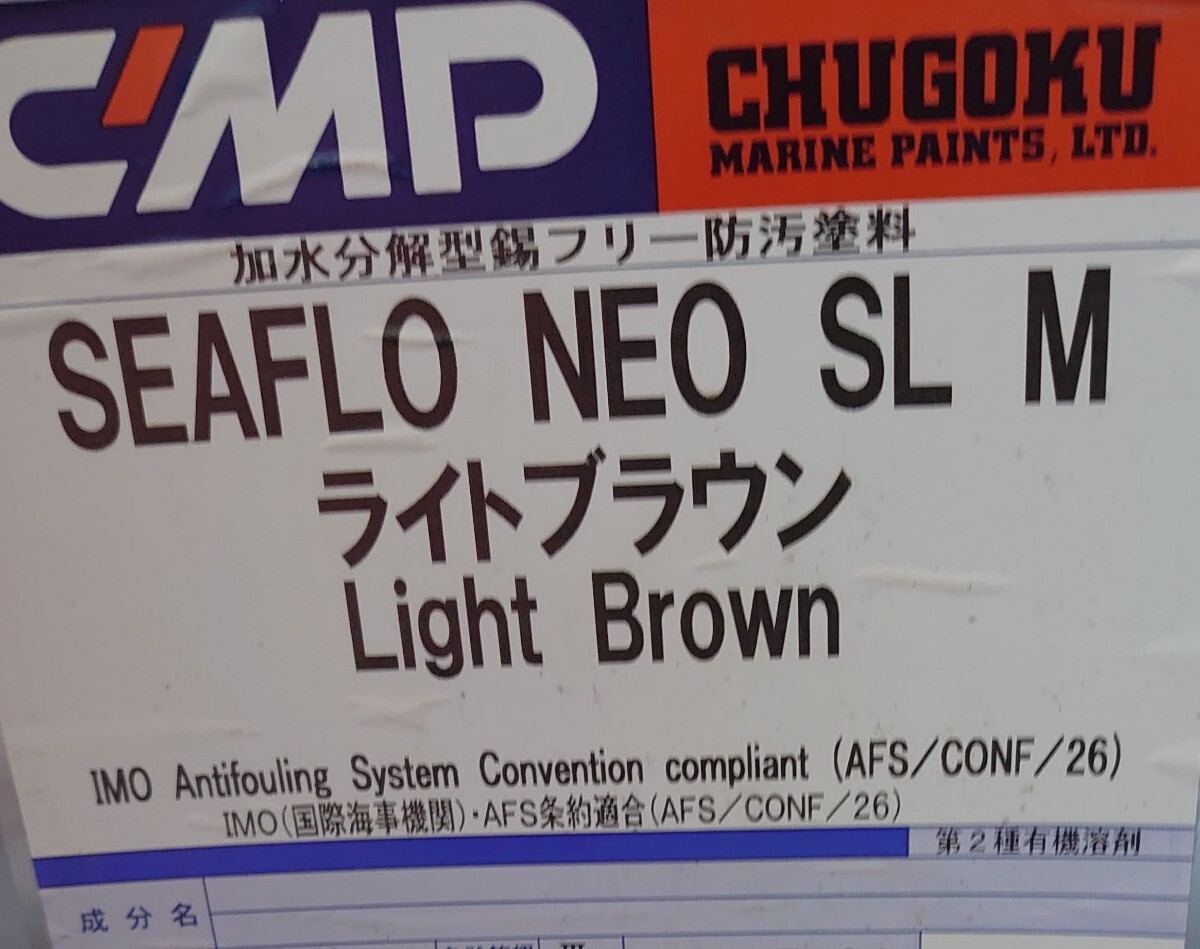 CMP
CHUGOKU
MARINE PAINTS, LTD.
加水分解型錫フリー防汚塗料
SEAFLO NEO SL M
ライトブラウン
Light Brown
IMO Antifouling System Convention compliant (AFS/CONF/26)
IMO(国際海事機関)・AFS条約適合(AFS/CONF/26)
第2種有機溶剤
成分名